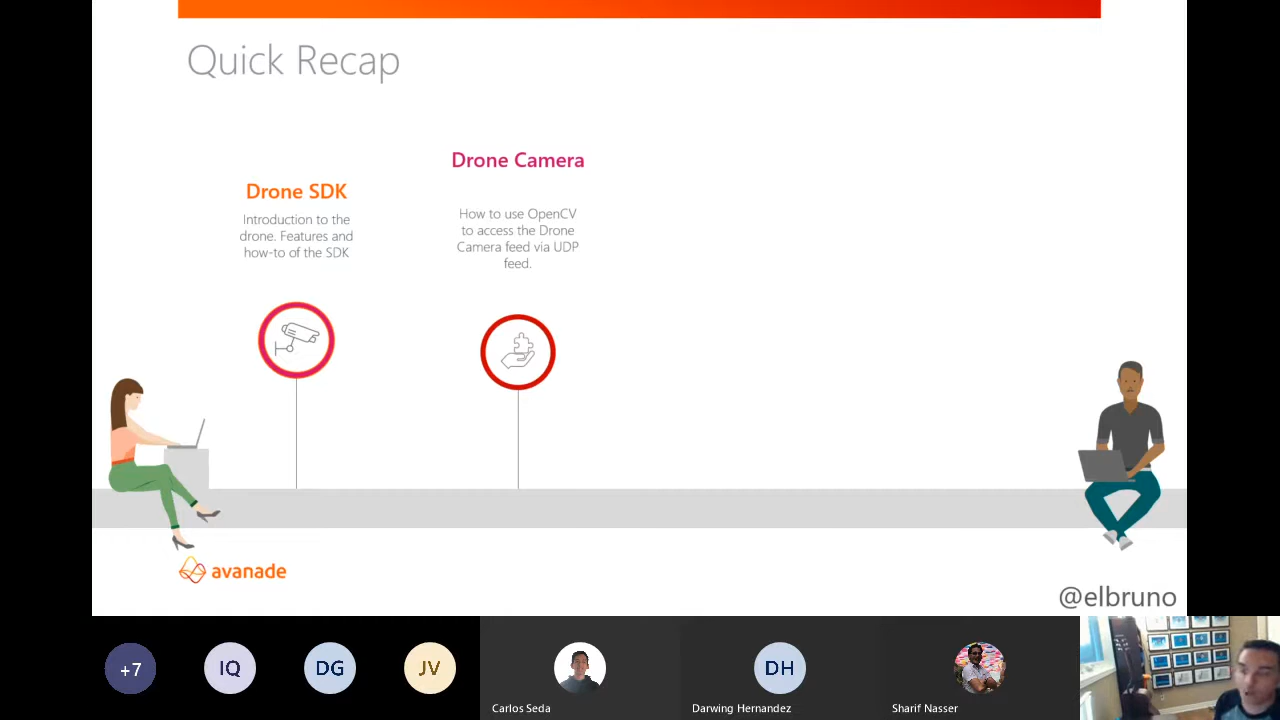 Quick Recap
Drone Camera
Drone SDK
Introduction to the
drone. Features and
how-to of the SDK
How to use OpenCV
to access the Drone
Camera feed via UDP
feed.
avanade
@elbruno
+7
IQ
DG
JV
DH
Carlos Seda
Darwing Hernandez
Sharif Nasser